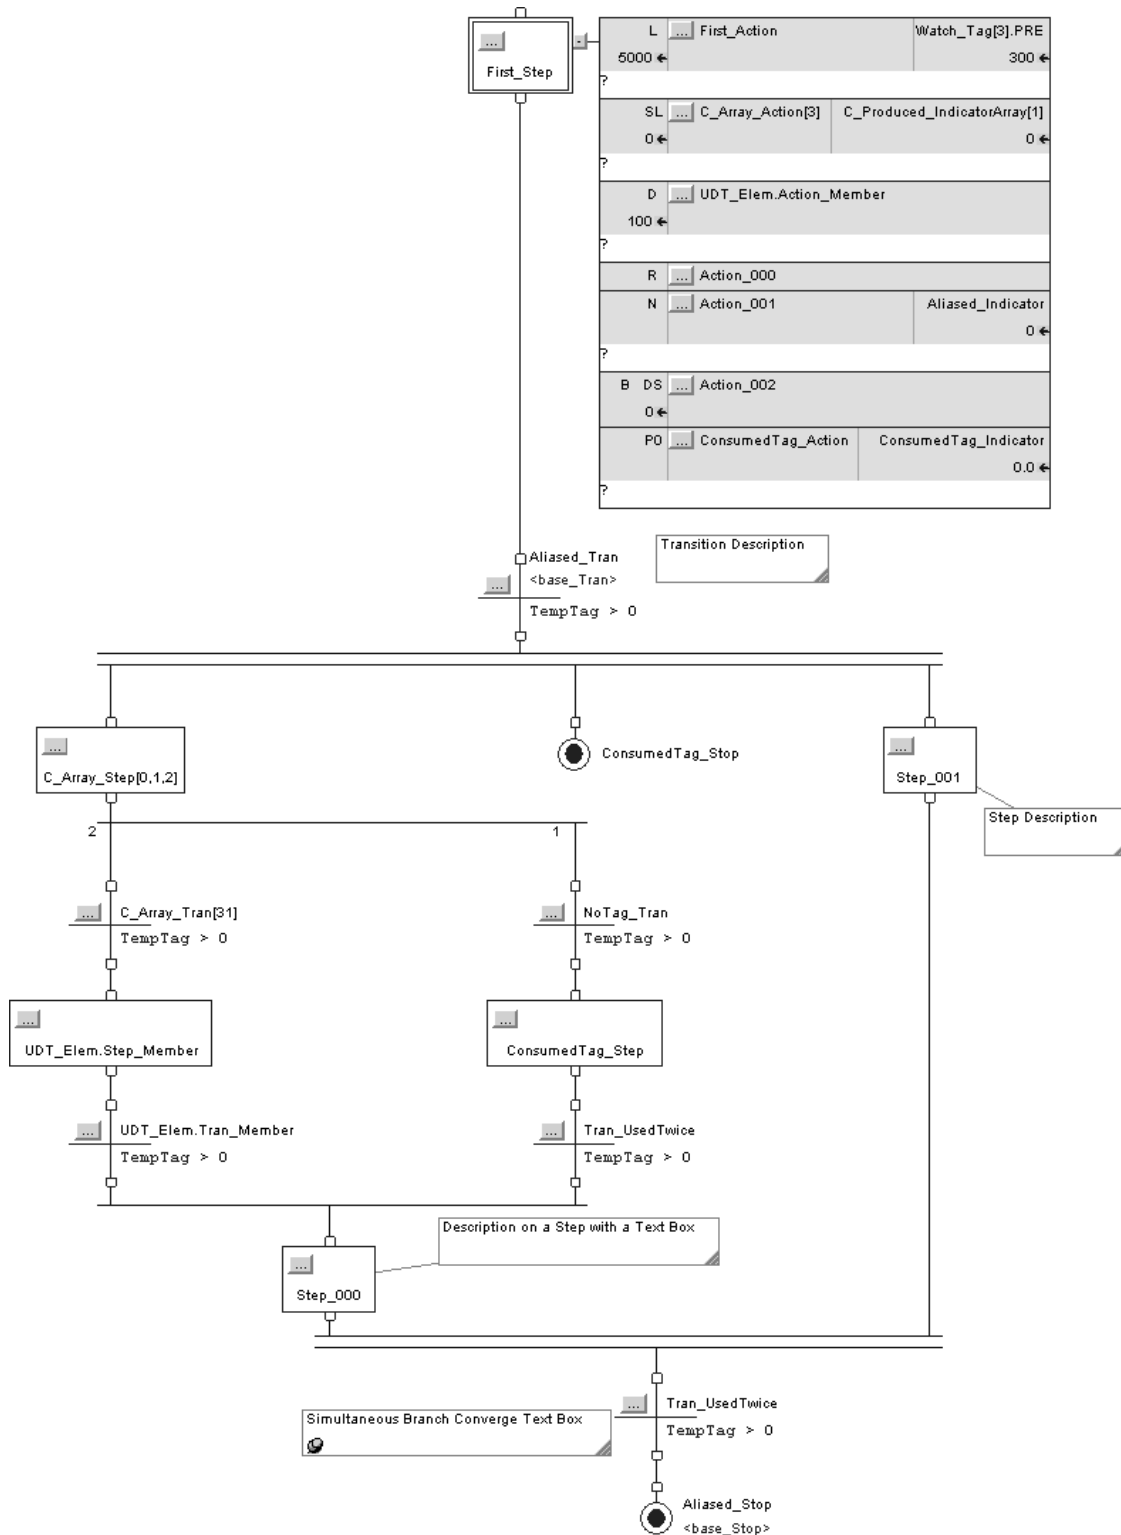 L ... First_Action Watch_Tag[3].PRE
... 5000 300
First_Step
?
SL ... C_Array_Action[3] C_Produced_IndicatorArray[1]
0 0
?
D ... UDT_Elem.Action_Member
100
?
R ... Action_000
N ... Action_001 Aliased_Indicator
0
?
B DS ... Action_002
0
P0 ... ConsumedTag_Action ConsumedTag_Indicator
0.0
?
Transition Description
Aliased_Tran
... <base_Tran>
TempTag > 0
...
C_Array_Step[0,1,2]
ConsumedTag_Stop
...
Step_001
Step Description
2 1
... C_Array_Tran[31]
TempTag > 0
... NoTag_Tran
TempTag > 0
...
UDT_Elem.Step_Member
...
ConsumedTag_Step
... UDT_Elem.Tran_Member
TempTag > 0
... Tran_UsedTwice
TempTag > 0
Description on a Step with a Text Box
...
Step_000
... Tran_UsedTwice
TempTag > 0
Simultaneous Branch Converge Text Box
Aliased_Stop
<base_Stop>